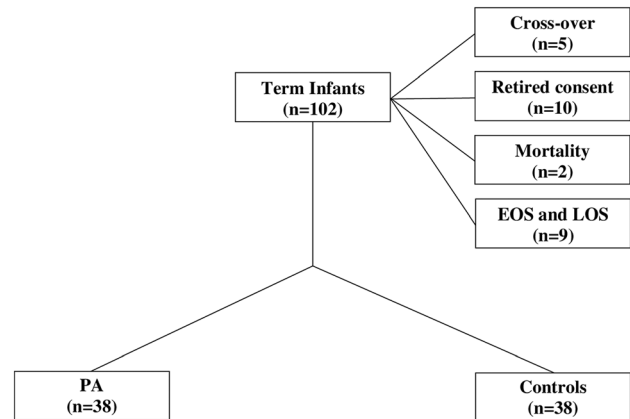 Cross-over
(n=5)
Term Infants
(n=102)
Retired consent
(n=10)
Mortality
(n=2)
EOS and LOS
(n=9)
PA
(n=38)
Controls
(n=38)